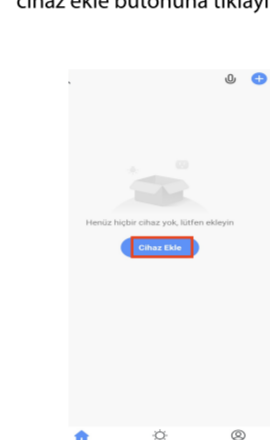 cihaz ekle butonuna tıklayı
Henüz hiçbir cihaz yok, lütfen ekleyin
Cihaz Ekle